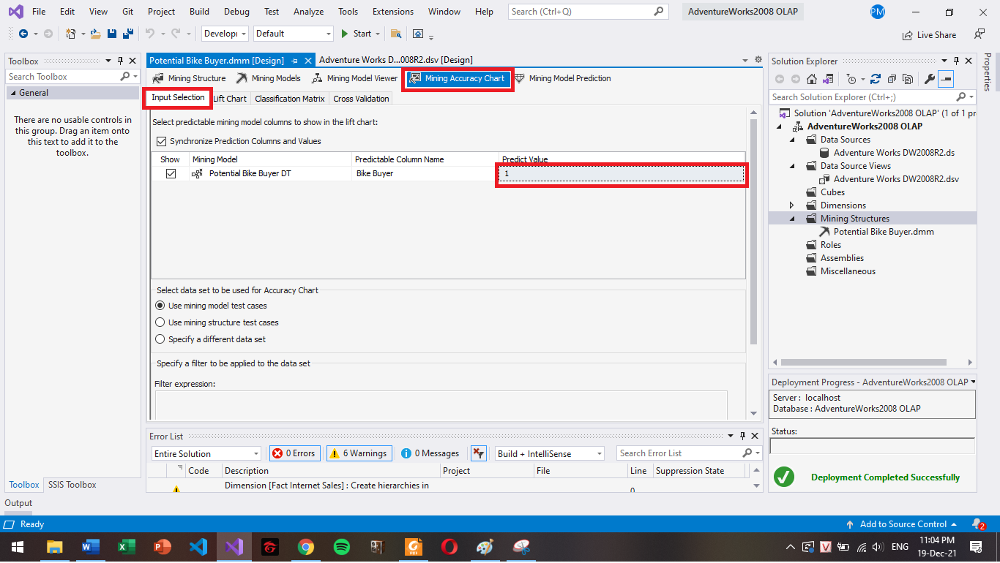 File Edit View Git Project Build Debug Test Analyze Tools Extensions Window Help Search (Ctrl+Q) AdventureWorks2008 OLAP PM
Develop Default Start Live Share
Toolbox
Search Toolbox
General
There are no usable controls in
this group. Drag an item onto
this text to add it to the
toolbox.
Toolbox SSIS Toolbox
Potential Bike Buyer.dmm [Design] Adventure Works D...008R2.dsv [Design]
Mining Structure Mining Models Mining Model Viewer Mining Accuracy Chart Mining Model Prediction
Input Selection Lift Chart Classification Matrix Cross Validation
Select predictable mining model columns to show in the lift chart:
Synchronize Prediction Columns and Values
Show Mining Model Predictable Column Name Predict Value
Potential Bike Buyer DT Bike Buyer 1
Select data set to be used for Accuracy Chart
Use mining model test cases
Use mining structure test cases
Specify a different data set
Specify a filter to be applied to the data set
Filter expression:
Error List
Entire Solution 0 Errors 6 Warnings 0 Messages Build + IntelliSense Search Error List
Code Description Project File Line Suppression State
Dimension [Fact Internet Sales] : Create hierarchies in 0
Solution Explorer
Search Solution Explorer (Ctrl+;)
Solution 'AdventureWorks2008 OLAP' (1 of 1 pr
AdventureWorks2008 OLAP
Data Sources
Adventure Works DW2008R2.ds
Data Source Views
Adventure Works DW2008R2.dsv
Cubes
Dimensions
Mining Structures
Potential Bike Buyer.dmm
Roles
Assemblies
Miscellaneous
Properties
Deployment Progress - AdventureWorks2008 OLAP
Server : localhost
Database : AdventureWorks2008 OLAP
Status:
Deployment Completed Successfully
Output
Ready Add to Source Control 2
ENG 11:04 PM
19-Dec-21